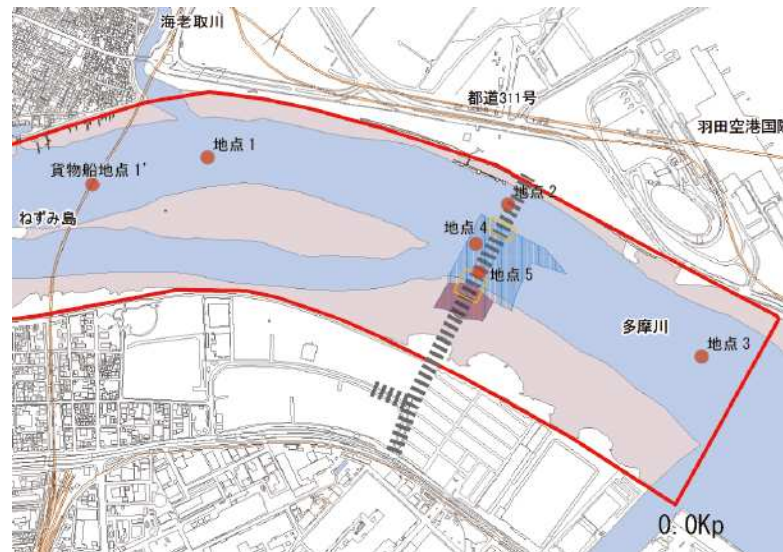 海老取川
都道311号
羽田空港国際
地点 1
貨物船地点 1'
地点 2
ねずみ島
地点 4
地点 5
多摩川
地点 3
0.0Kp